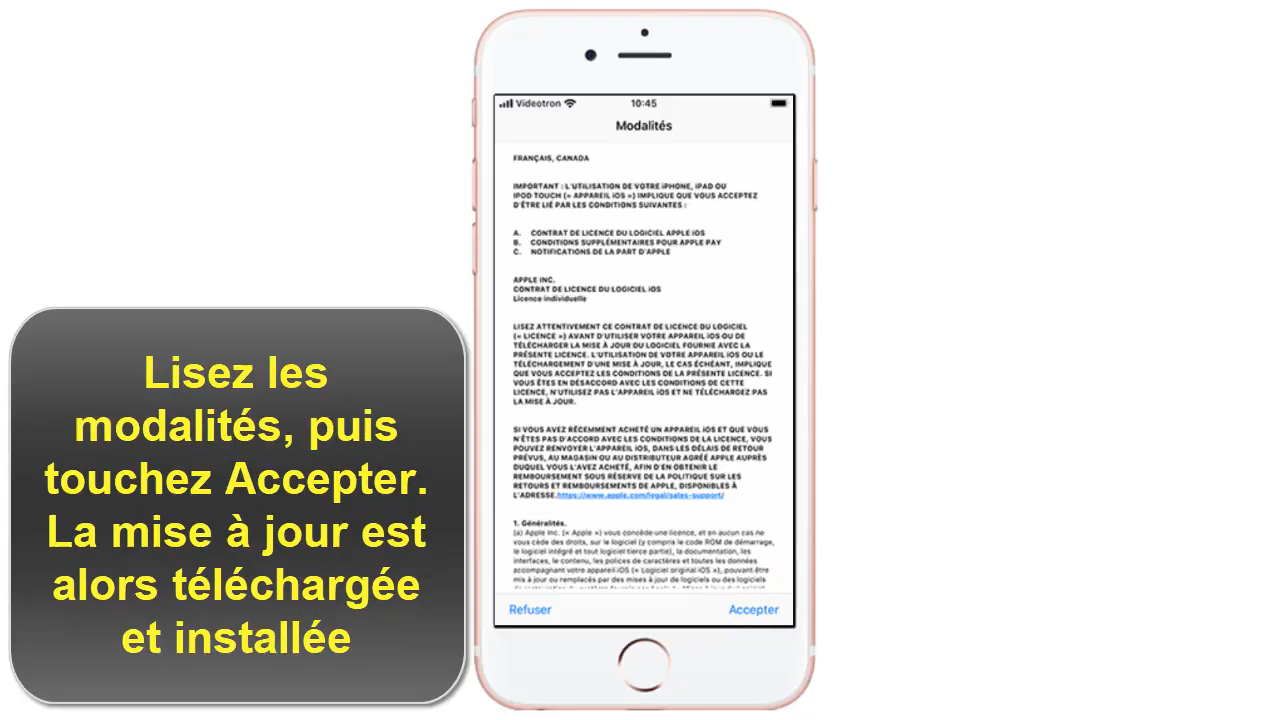 Lisez les
modalités, puis
touchez Accepter.
La mise à jour est
alors téléchargée
et installée
Videotron
10:45
Modalités
FRANÇAIS, CANADA
IMPORTANT : L'UTILISATION DE VOTRE iPHONE, iPAD OU
IPOD TOUCH (« APPAREIL iOS ») IMPLIQUE QUE VOUS ACCEPTEZ
D'ÊTRE LIÉ PAR LES CONDITIONS SUIVANTES :
A. CONTRAT DE LICENCE DU LOGICIEL APPLE iOS
B. CONDITIONS SUPPLÉMENTAIRES POUR APPLE PAY
C. NOTIFICATIONS DE LA PART D'APPLE
APPLE INC.
CONTRAT DE LICENCE DU LOGICIEL iOS
Licence individuelle
LISEZ ATTENTIVEMENT CE CONTRAT DE LICENCE DU LOGICIEL
(« LICENCE ») AVANT D'UTILISER VOTRE APPAREIL iOS OU DE
TÉLÉCHARGER LA MISE À JOUR DU LOGICIEL FOURNIE AVEC LA
PRÉSENTE LICENCE. L'UTILISATION DE VOTRE APPAREIL iOS OU LE
TÉLÉCHARGEMENT D'UNE MISE À JOUR, LE CAS ÉCHÉANT, IMPLIQUE
QUE VOUS ACCEPTEZ LES CONDITIONS DE LA PRÉSENTE LICENCE. SI
VOUS ÊTES EN DÉSACCORD AVEC LES CONDITIONS DE CETTE
LICENCE, N'UTILISEZ PAS L'APPAREIL iOS ET NE TÉLÉCHARGEZ PAS
LA MISE À JOUR.
SI VOUS AVEZ RÉCEMMENT ACHETÉ UN APPAREIL iOS ET QUE VOUS
N'ÊTES PAS D'ACCORD AVEC LES CONDITIONS DE LA LICENCE, VOUS
POUVEZ RENVOYER L'APPAREIL iOS, DANS LES DÉLAIS DE RETOUR
PRÉVUS, AU MAGASIN OU AU DISTRIBUTEUR AGRÉÉ APPLE AUPRÈS
DUQUEL VOUS L'AVEZ ACHETÉ, AFIN D'EN OBTENIR LE
REMBOURSEMENT SOUS RÉSERVE DE LA POLITIQUE SUR LES
RETOURS ET REMBOURSEMENTS DE APPLE, DISPONIBLES À
L'ADRESSE.https://www.apple.com/legal/sales-support/
1. Généralités.
(a) Apple Inc. (« Apple ») vous concède une licence, et en aucun cas ne
vous cède des droits, sur le logiciel (y compris le code ROM de démarrage,
le logiciel intégré et tout logiciel tierce partie), la documentation, les
interfaces, le contenu, les polices de caractères et toutes les données
accompagnant votre appareil iOS (« Logiciel original iOS »), pouvant être
mis à jour ou remplacés par des mises à jour de logiciels ou des logiciels
Refuser
Accepter